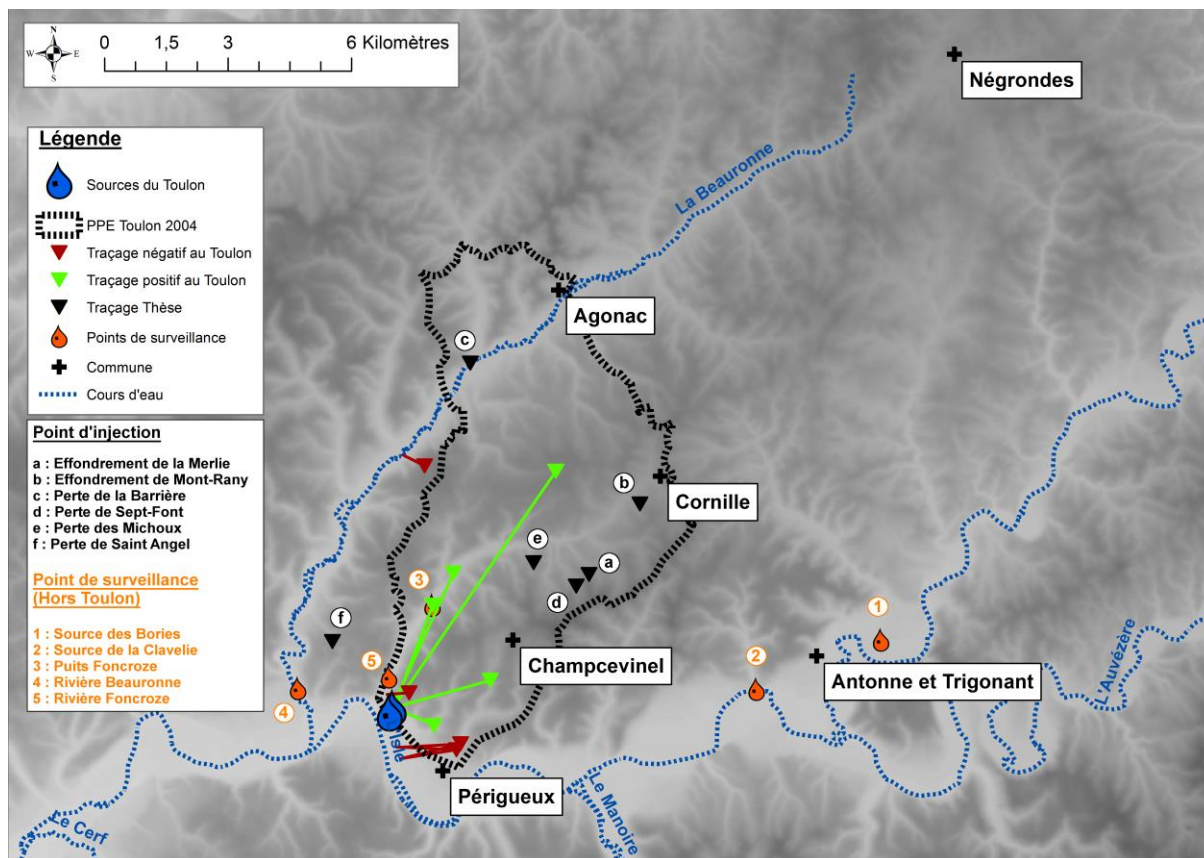 N
W E
S
0 1,5 3 6 Kilomètres
Négrondes
Légende
Sources du Toulon
PPE Toulon 2004
Traçage négatif au Toulon
Traçage positif au Toulon
Traçage Thèse
Points de surveillance
Commune
Cours d'eau
Point d'injection
a : Effondrement de la Merlie
b : Effondrement de Mont-Rany
c : Perte de la Barrière
d : Perte de Sept-Font
e : Perte des Michoux
f : Perte de Saint Angel
Point de surveillance
(Hors Toulon)
1 : Source des Bories
2 : Source de la Clavelie
3 : Puits Foncroze
4 : Rivière Beauronne
5 : Rivière Foncroze
La Beauronne
Agonac
c
b
Cornille
e
a
d
3
f
1
Champcevinel
2
Antonne et Trigonant
5
4
L'Auvézère
Isle
Périgueux
Le Manoire
Le Cerf